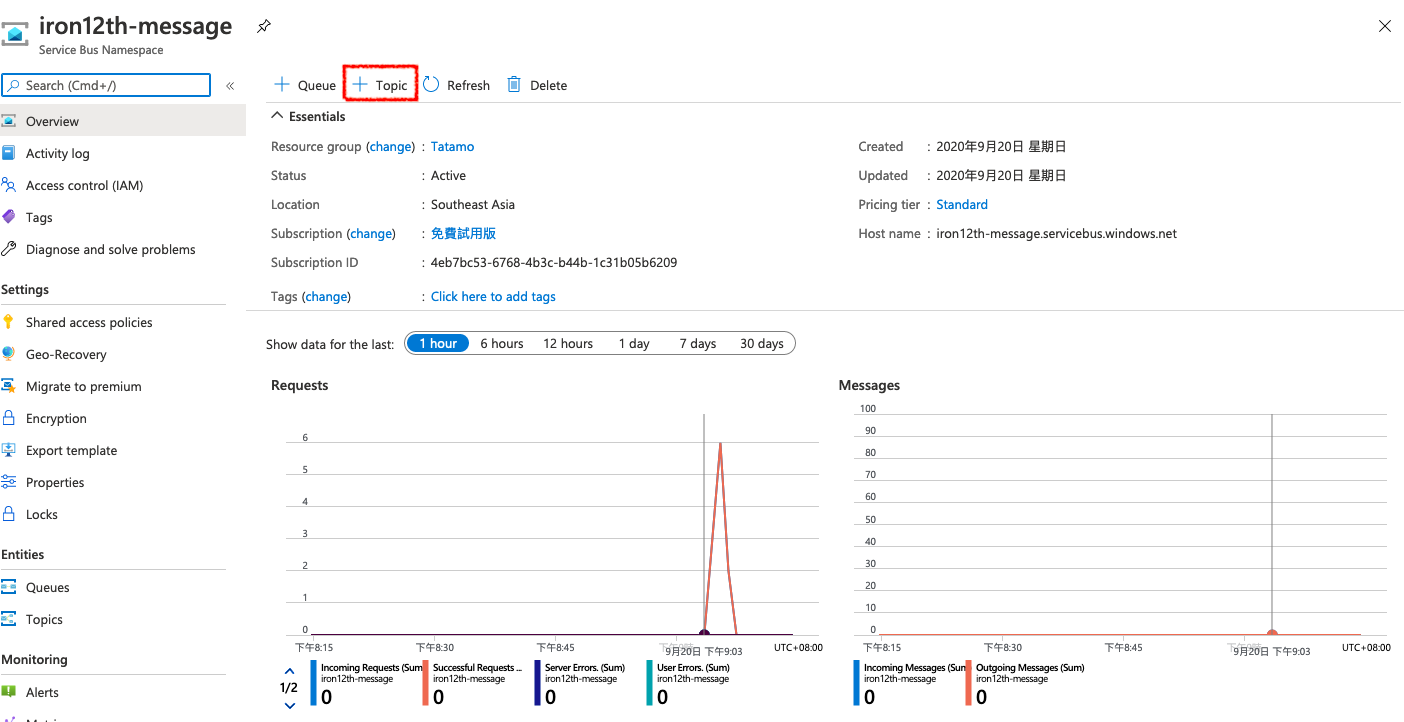 iron12th-message
Service Bus Namespace
Search (Cmd+/)
«
Overview
Activity log
Access control (IAM)
Tags
Diagnose and solve problems
Settings
Shared access policies
Geo-Recovery
Migrate to premium
Encryption
Export template
Properties
Locks
Entities
Queues
Topics
Monitoring
Alerts
Queue Topic Refresh Delete
Essentials
Resource group (change) : Tatamo
Status : Active
Location : Southeast Asia
Subscription (change) : 免費試用版
Subscription ID : 4eb7bc53-6768-4b3c-b44b-1c31b05b6209
Tags (change) : Click here to add tags
Created : 2020年9月20日 星期日
Updated : 2020年9月20日 星期日
Pricing tier : Standard
Host name : iron12th-message.servicebus.windows.net
Show data for the last: 1 hour 6 hours 12 hours 1 day 7 days 30 days
Requests
6
5
4
3
2
1
0
下午8:15 下午8:30 下午8:45 9月20日 下午9:03 UTC+08:00
1/2
Incoming Requests (Sum)
iron12th-message
0
Successful Requests ...
iron12th-message
0
Server Errors. (Sum)
iron12th-message
0
User Errors. (Sum)
iron12th-message
0
Messages
100
90
80
70
60
50
40
30
20
10
0
下午8:15 下午8:30 下午8:45 9月20日 下午9:03 UTC+08:00
Incoming Messages (Sum
iron12th-message
0
Outgoing Messages (Sum)
iron12th-message
0